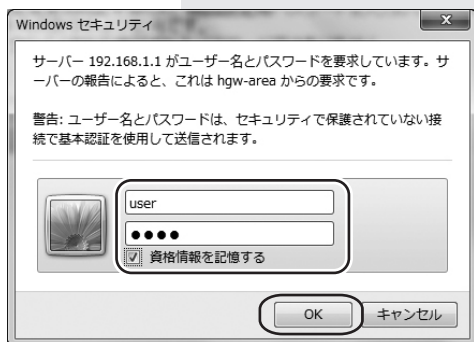 Windows セキュリティ
x
サーバー 192.168.1.1 がユーザー名とパスワードを要求しています。サ
ーバーの報告によると、これは hgw-area からの要求です。
警告: ユーザー名とパスワードは、セキュリティで保護されていない接
続で基本認証を使用して送信されます。
user
●●●●
資格情報を記憶する
OK
キャンセル